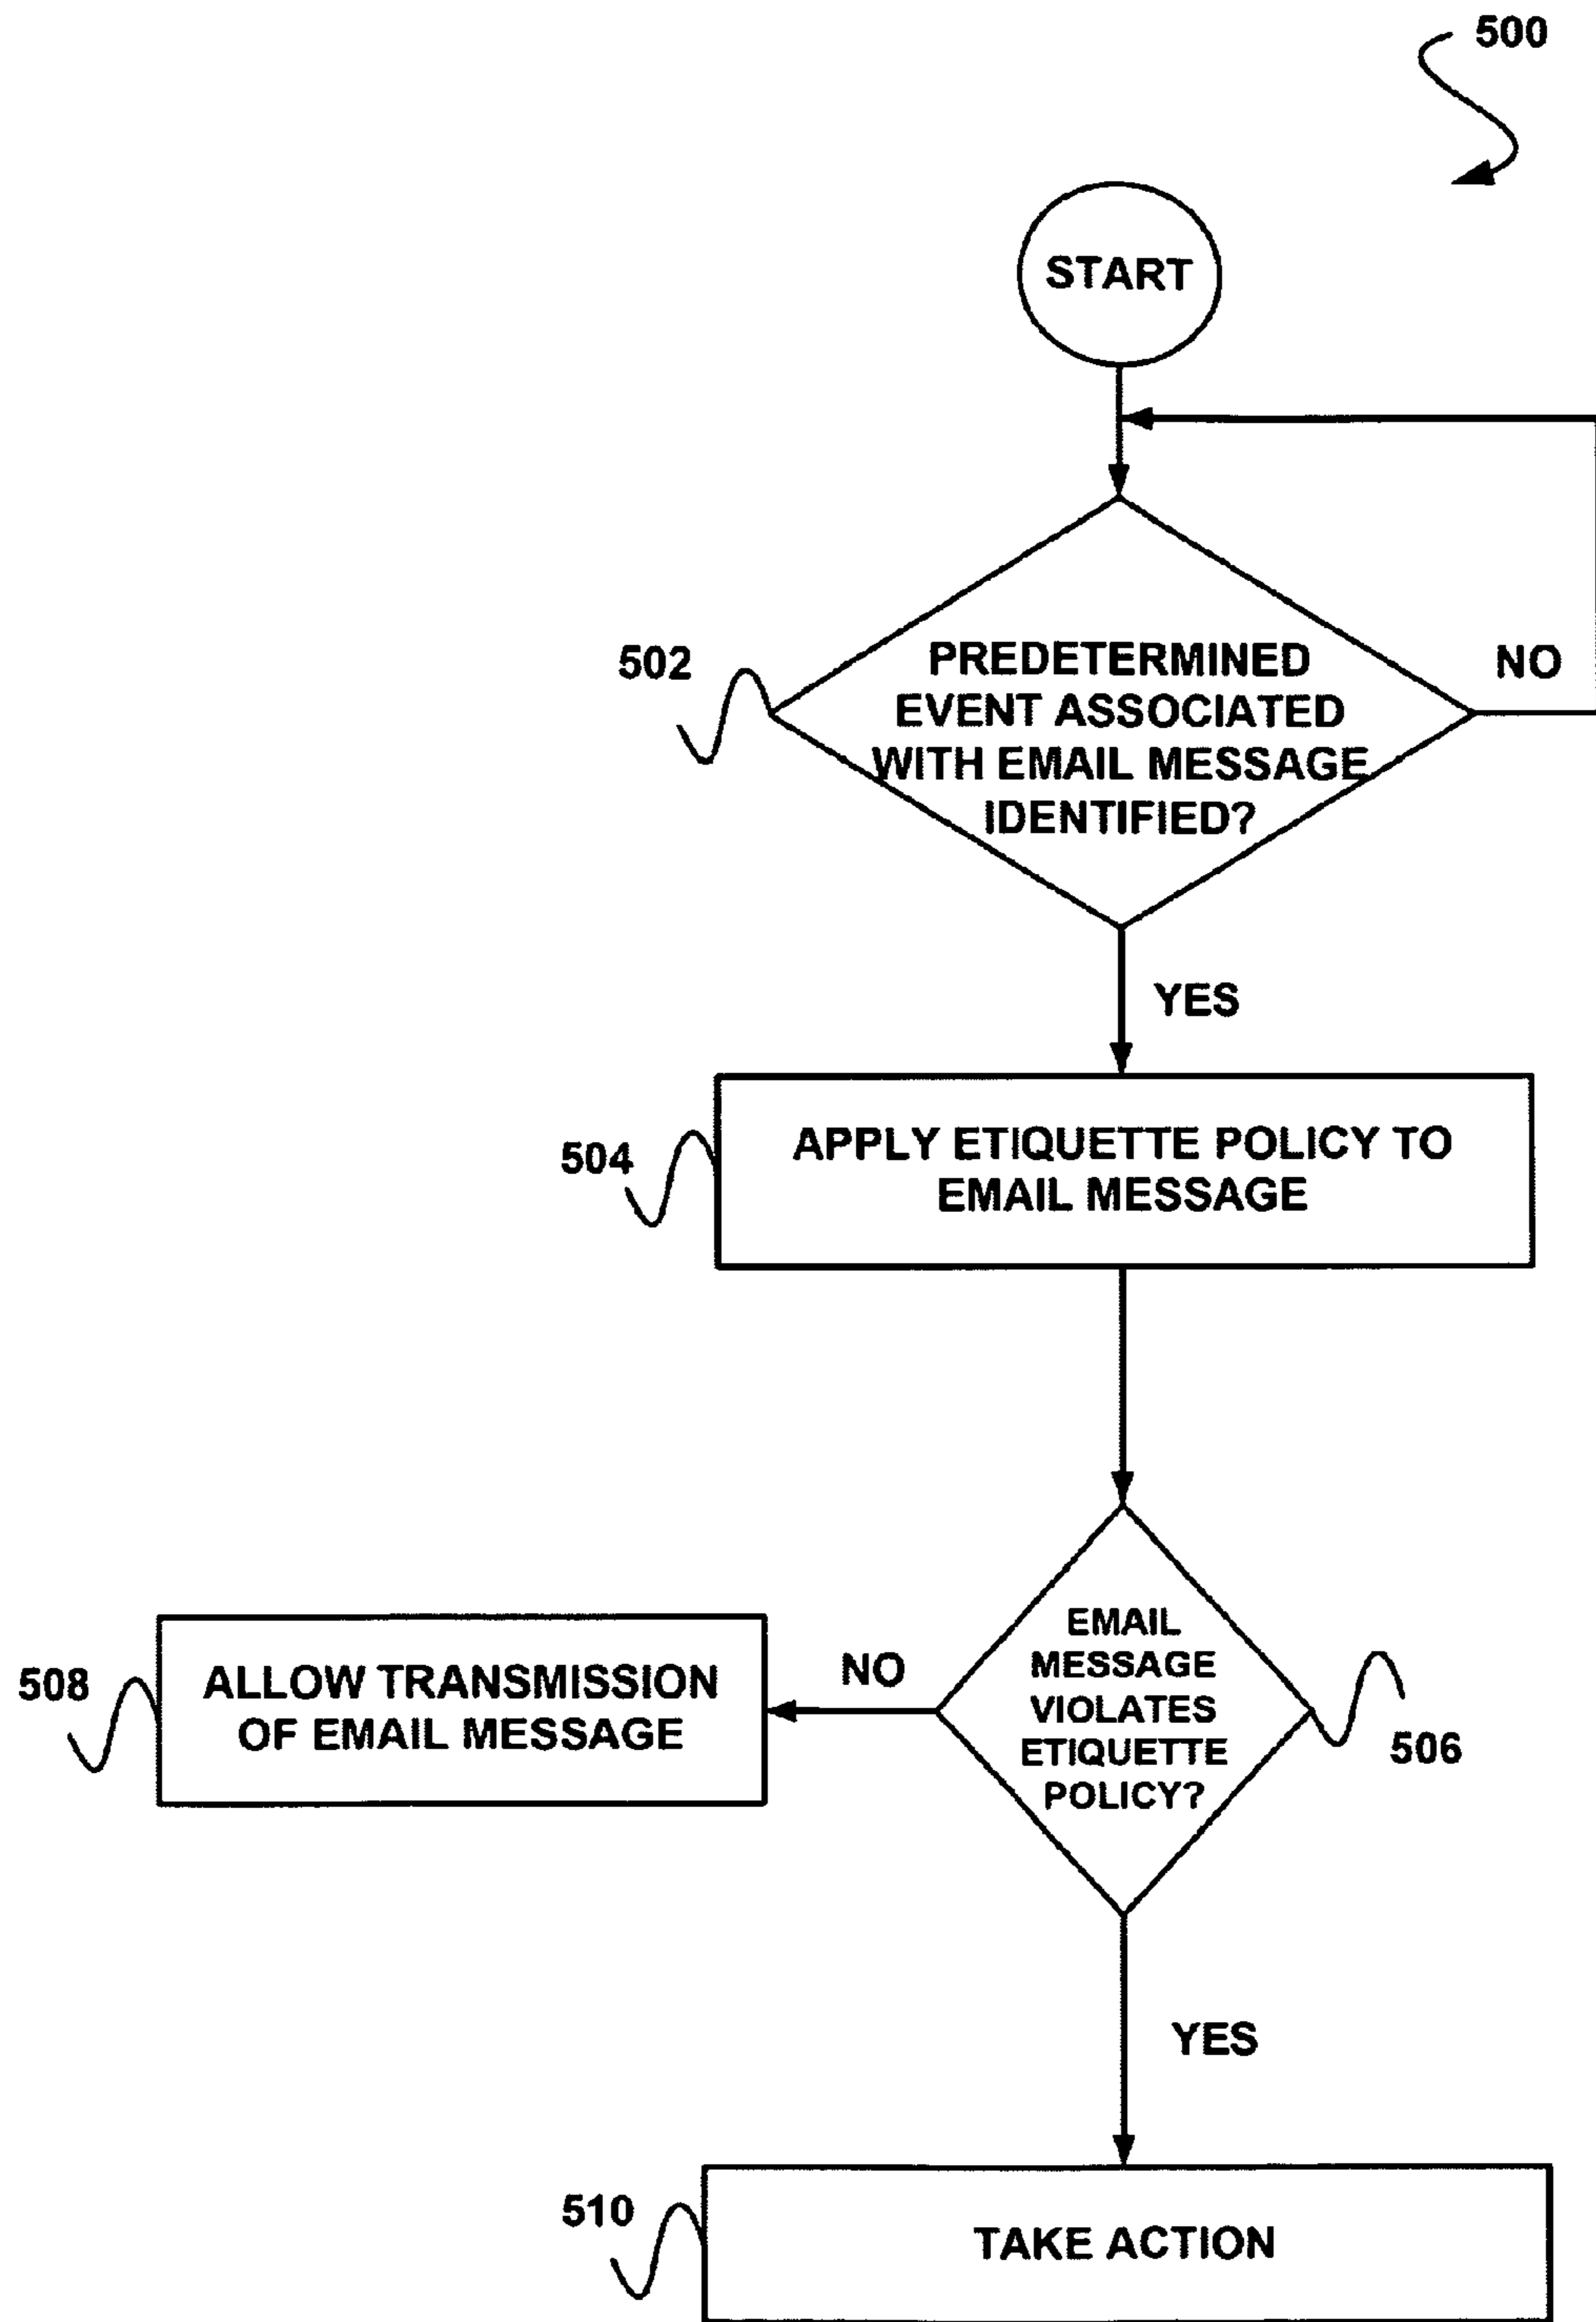 500
START
502
PREDETERMINED
EVENT ASSOCIATED
WITH EMAIL MESSAGE
IDENTIFIED?
NO
YES
504
APPLY ETIQUETTE POLICY TO
EMAIL MESSAGE
508
ALLOW TRANSMISSION
OF EMAIL MESSAGE
NO
EMAIL
MESSAGE
VIOLATES
ETIQUETTE
POLICY?
506
YES
510
TAKE ACTION